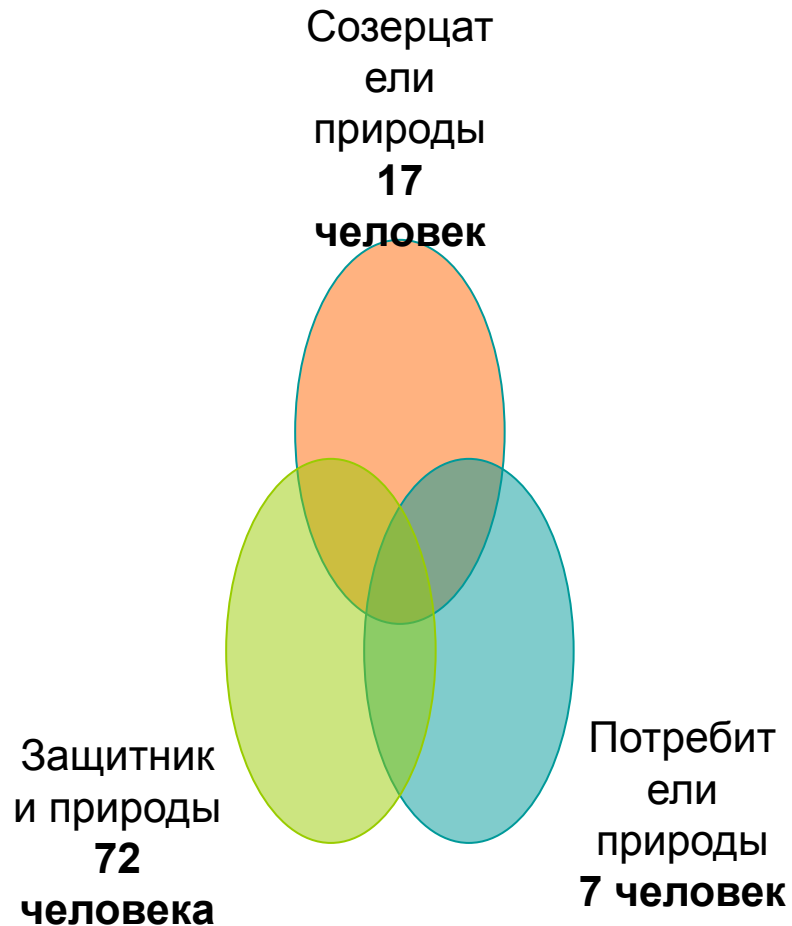 Созерцат
ели
природы
17
человек
Защитник
и природы
72
человека
Потребит
ели
природы
7 человек